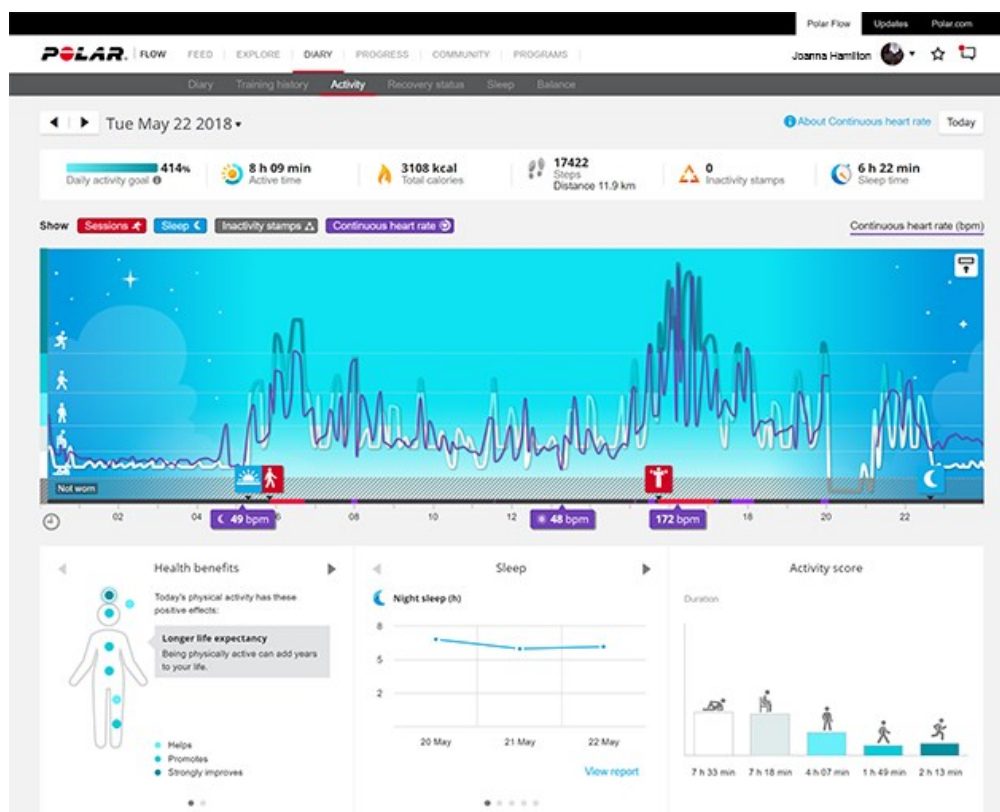 Polar Flow Updates Polar.com
POLAR. FLOW FEED EXPLORE DIARY PROGRESS COMMUNITY PROGRAMS Joanna Hamilton
Diary Training history Activity Recovery status Sleep Balance
Tue May 22 2018 About Continuous heart rate Today
414%
Daily activity goal
8 h 09 min
Active time
3108 kcal
Total calories
17422
Steps
Distance 11.9 km
0
Inactivity stamps
6 h 22 min
Sleep time
Show Sessions Sleep Inactivity stamps Continuous heart rate Continuous heart rate (bpm)
Not worn
02 04 6 08 10 12 18 20 22
49 bpm 48 bpm 172 bpm
Health benefits
Today's physical activity has these
positive effects:
Longer life expectancy
Being physically active can add years
to your life.
Helps
Promotes
Strongly improves
Sleep
Night sleep (h)
8
5
2
20 May 21 May 22 May
View report
Activity score
Duration
7 h 33 min 7 h 18 min 4 h 07 min 1 h 49 min 2 h 13 min